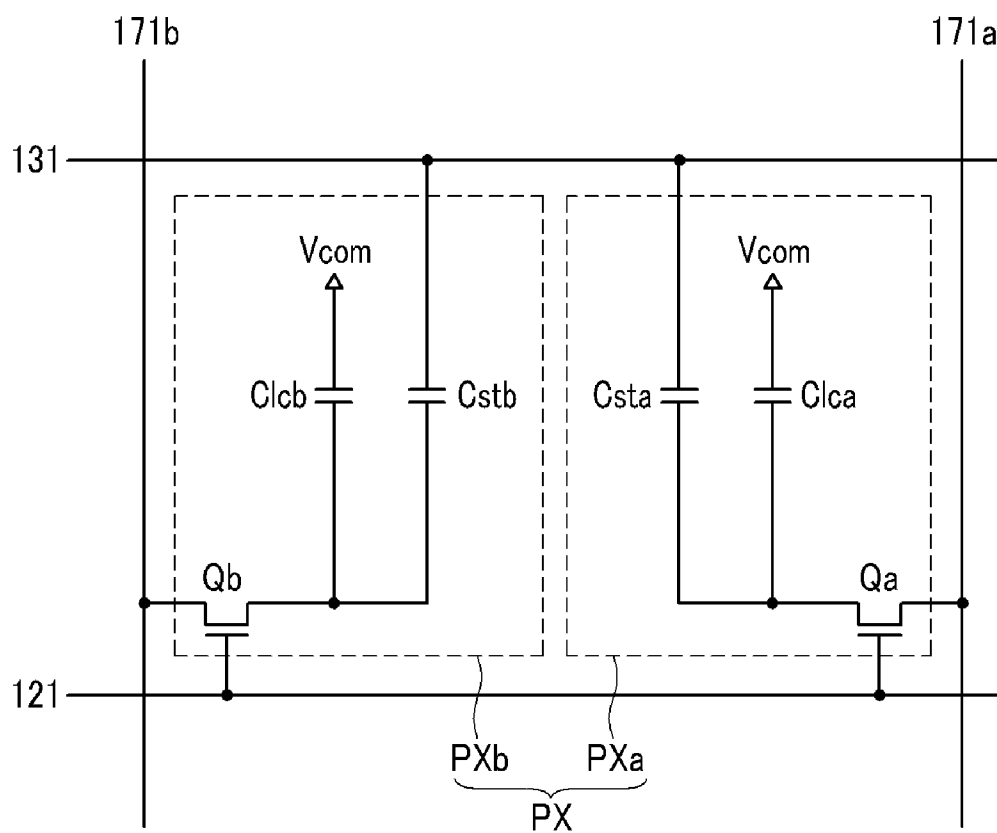 171b
171a
131
Vcom
Vcom
Clcb
Cstb
Csta
Clca
Qb
Qa
121
PXb
PXa
PX